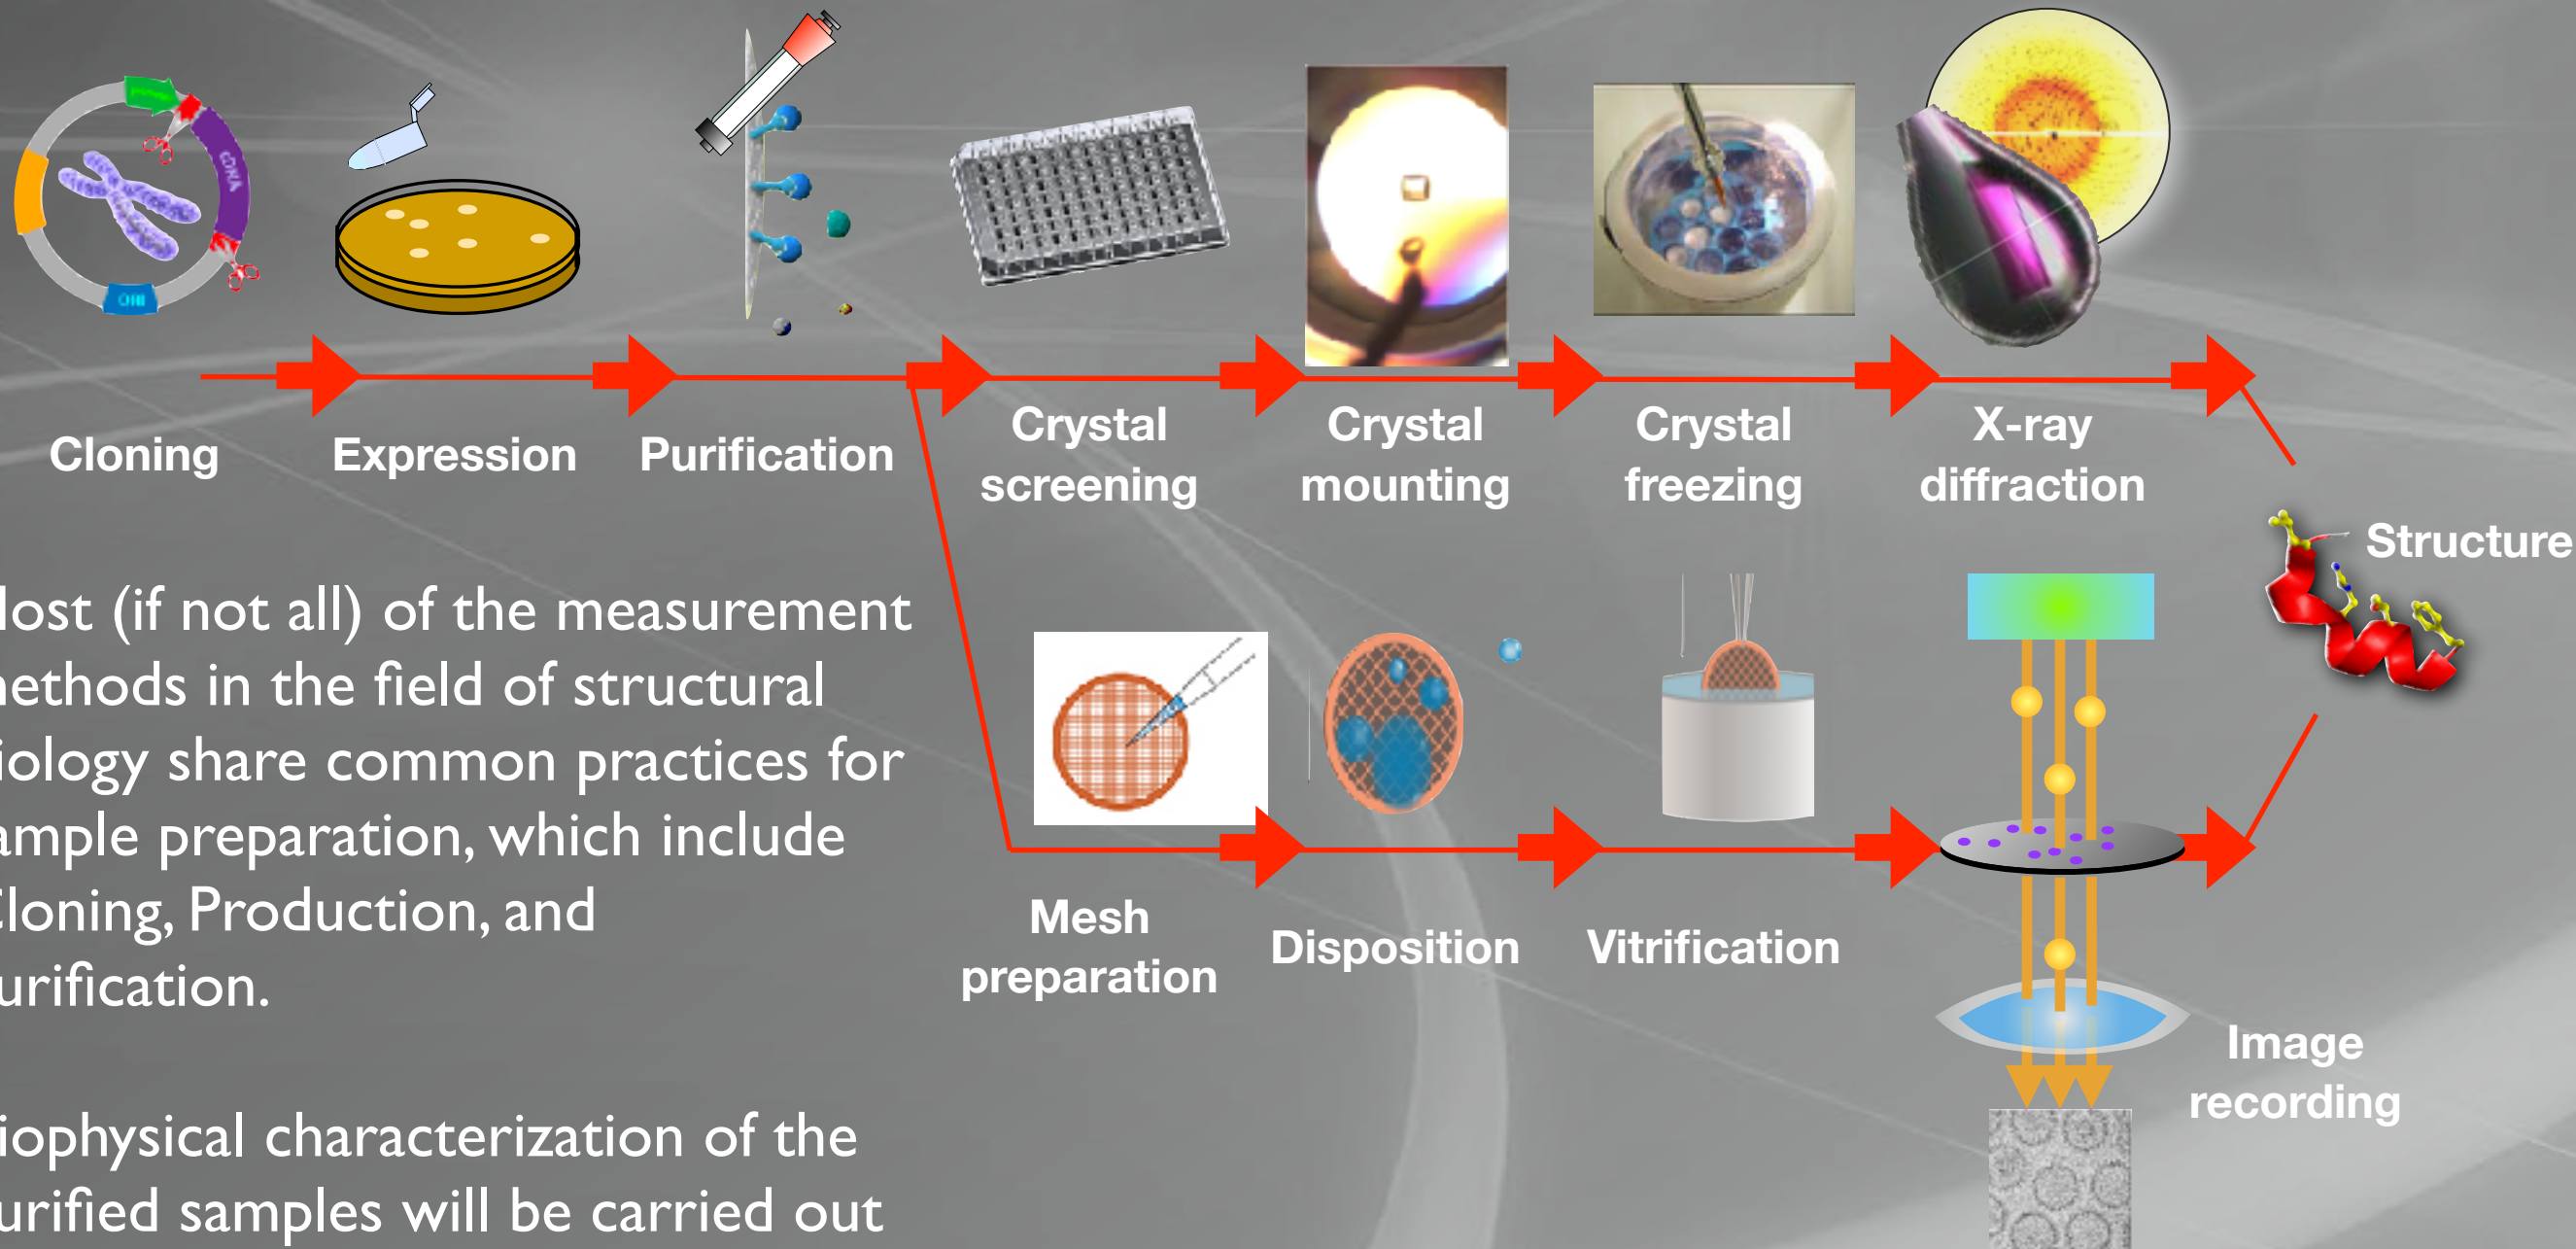 cDNA
Ori
Cloning
Expression
Purification
Crystal
screening
Crystal
mounting
Crystal
freezing
X-ray
diffraction
Structure
lost (if not all) of the measurement
nethods in the field of structural
iology share common practices for
ample preparation, which include
Cloning, Production, and
urification.
iophysical characterization of the
urified samples will be carried out
Mesh
preparation
Disposition
Vitrification
Image
recording